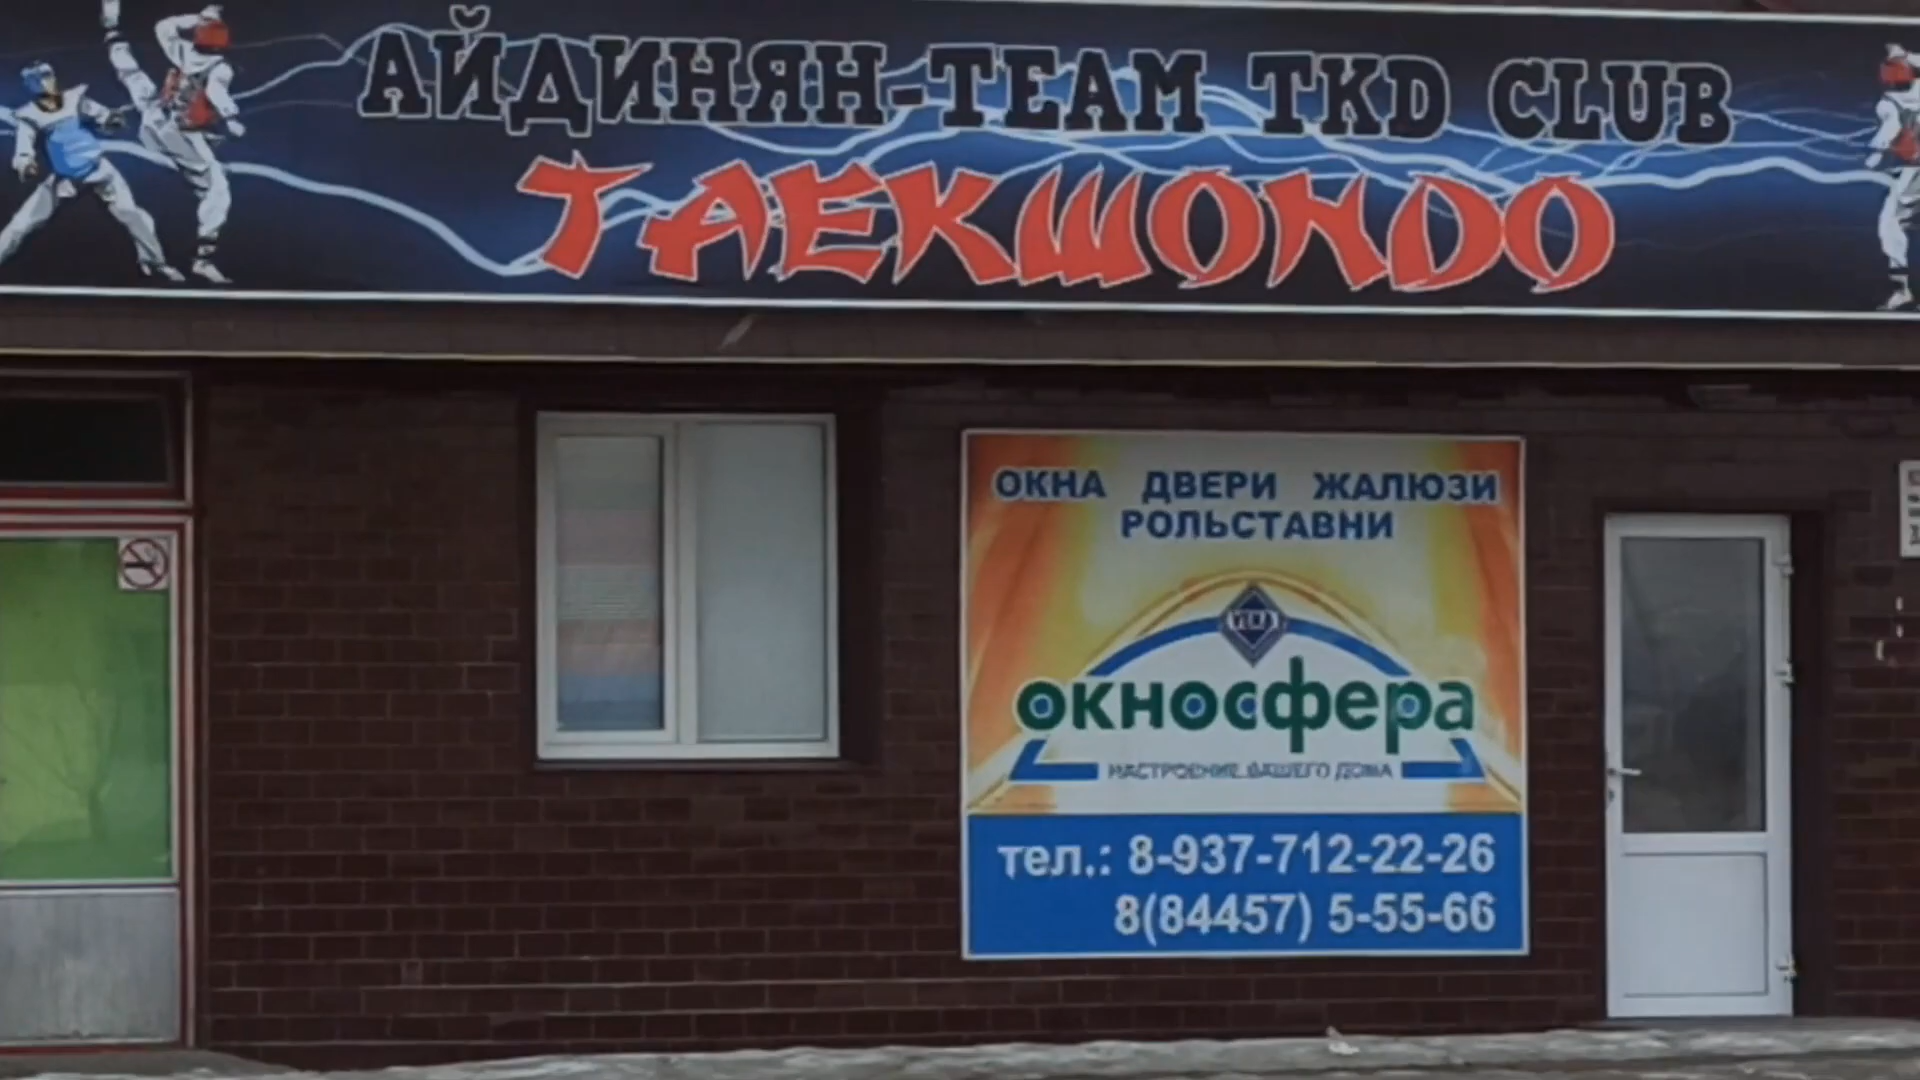 АЙДИНЯН-TEAM TKD CLUB
TAEKWONDO
ОКНА ДВЕРИ ЖАЛЮЗИ
РОЛЬСТАВНИ
окносфера
НАСТРОЕНИЕ ВАШЕГО ДОМА
тел.: 8-937-712-22-26
8(84457) 5-55-66